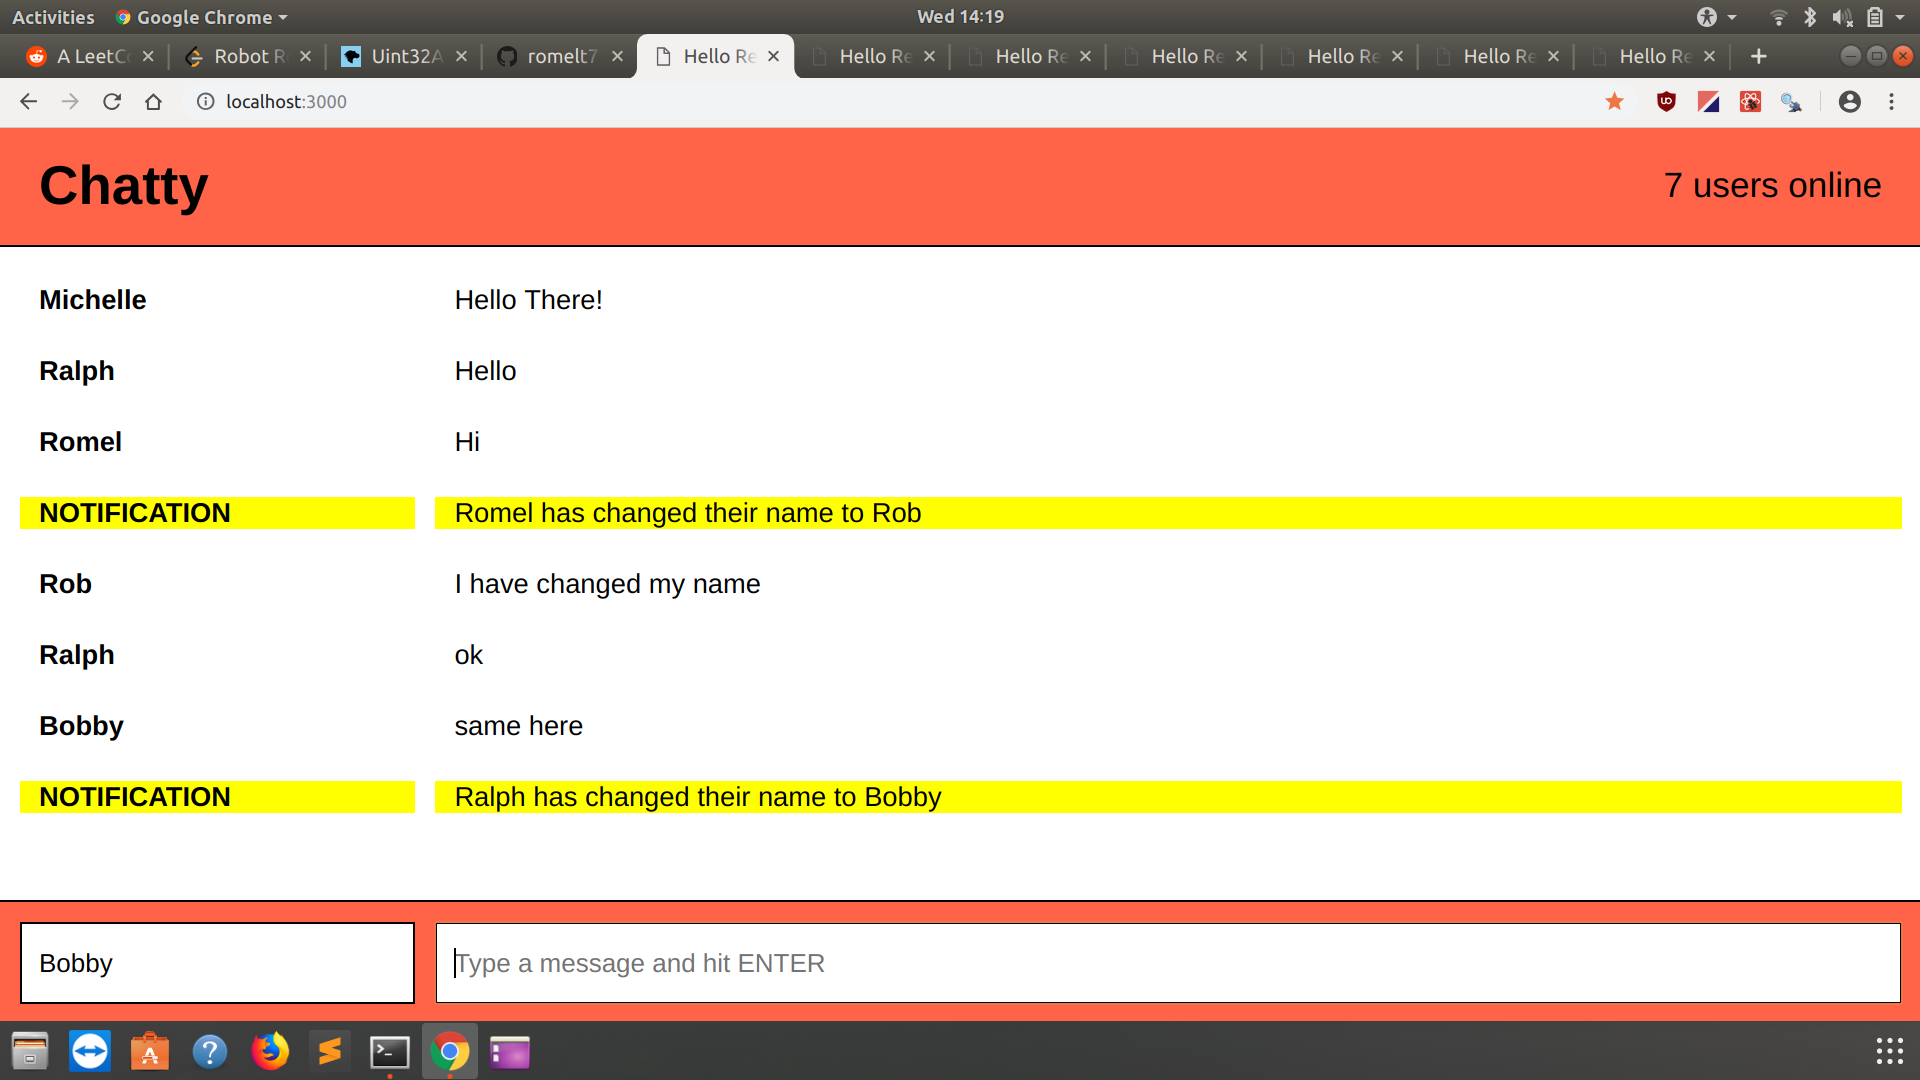 Activities Google Chrome Wed 14:19
A LeetC Robot R Uint32A romelt7 Hello Re Hello Re Hello Re Hello Re Hello Re Hello Re Hello Re
localhost:3000
Chatty 7 users online
Michelle Hello There!
Ralph Hello
Romel Hi
NOTIFICATION Romel has changed their name to Rob
Rob I have changed my name
Ralph ok
Bobby same here
NOTIFICATION Ralph has changed their name to Bobby
Bobby Type a message and hit ENTER